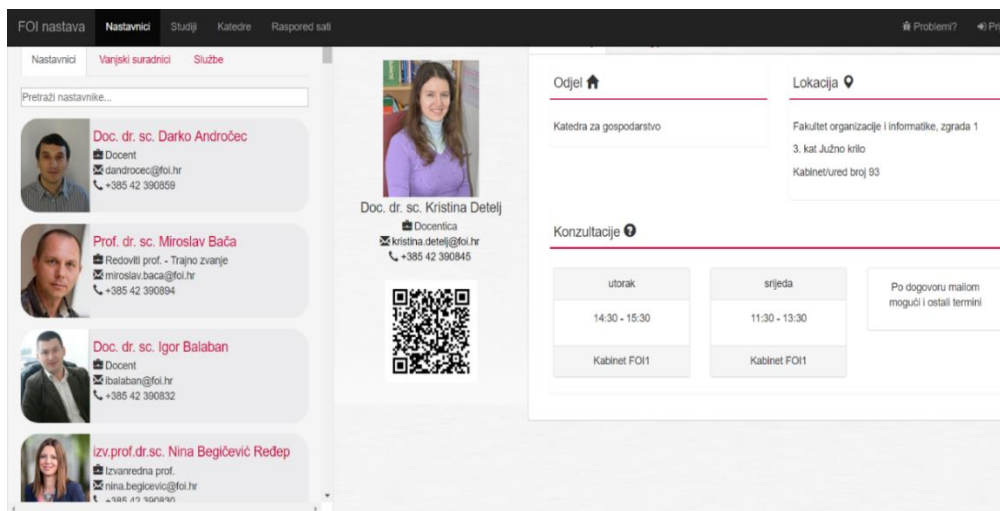 FOI nastava Nastavnici Studiji Katedre Raspored sati Problemi?
Nastavnici Vanjski suradnici Službe
Pretraži nastavnike...
Doc. dr. sc. Darko Andročec
Docent
dandrocec@foi.hr
+385 42 390859
Prof. dr. sc. Miroslav Bača
Redoviti prof. - Trajno zvanje
miroslav.baca@foi.hr
+385 42 390894
Doc. dr. sc. Igor Balaban
Docent
ibalaban@foi.hr
+385 42 390832
izv.prof.dr.sc. Nina Begičević Ređep
Izvanredna prof.
nina.begicevic@foi.hr
+385 42 390830
Doc. dr. sc. Kristina Detelj
Docentica
kristina.detelj@foi.hr
+385 42 390845
Odjel
Katedra za gospodarstvo
Lokacija
Fakultet organizacije i informatike, zgrada 1
3. kat Južno krilo
Kabinet/ured broj 93
Konzultacije
utorak
14:30 - 15:30
Kabinet FOI1
srijeda
11:30 - 13:30
Kabinet FOI1
Po dogovoru mailom
mogući i ostali termini